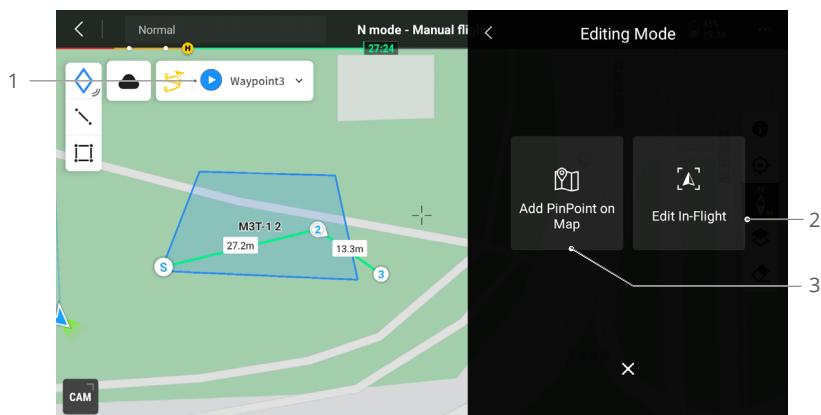 Normal
N mode - Manual fli
Editing Mode
H
27:24
1
Waypoint3
Add PinPoint on
Map
Edit In-Flight
2
M3T-1 2
2
27.2m
13.3m
S
3
3
CAM